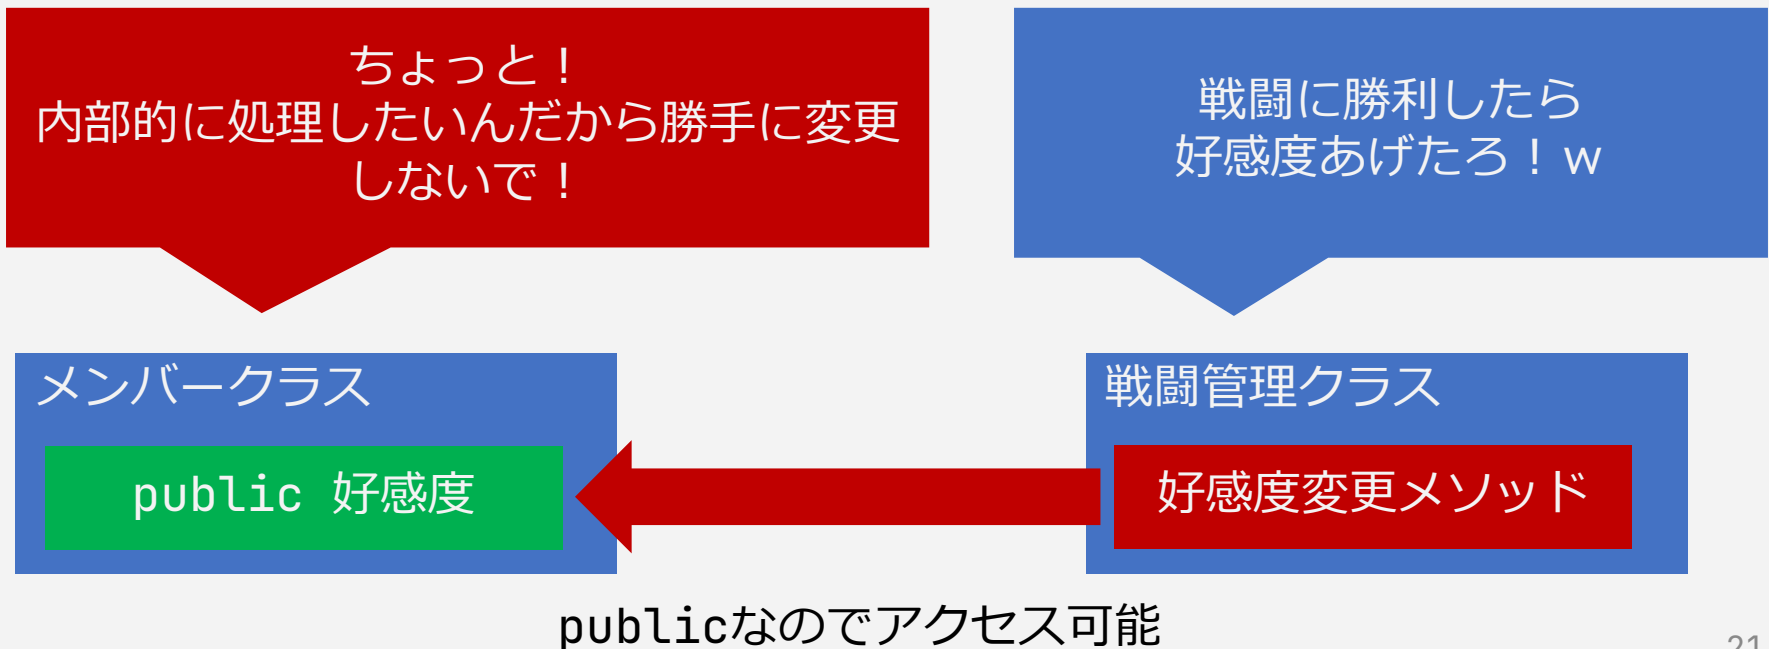 ちょっと！
内部的に処理したいんだから勝手に変更
しないで！
戦闘に勝利したら
好感度あげたろ！ｗ
メンバークラス
public 好感度
戦闘管理クラス
好感度変更メソッド
publicなのでアクセス可能
21